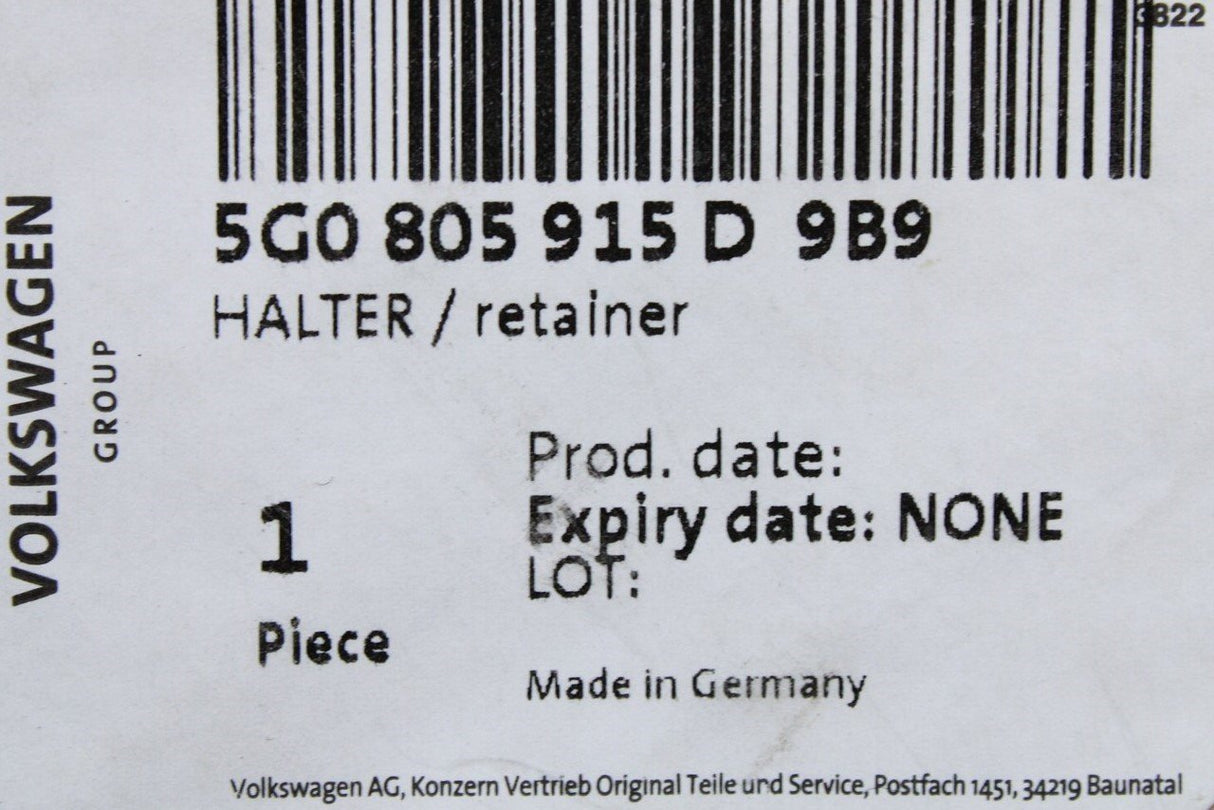 3822
5G0 805 915 D 9B9
HALTER / retainer
VOLKSWAGEN
GROUP
Prod. date:
1
Expiry date: NONE
LOT:
Piece
Made in Germany
Volkswagen AG, Konzern Vertrieb Original Teile und Service, Postfach 1451, 34219 Baunatal